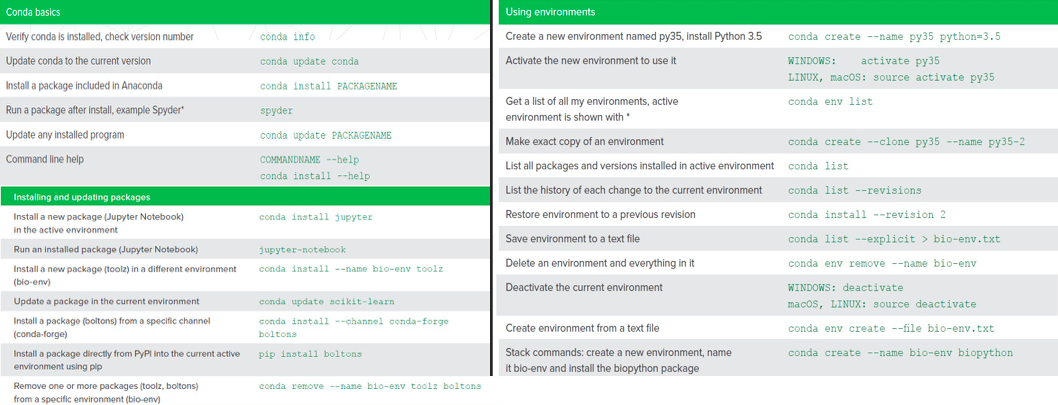 Conda basics
Verify conda is installed, check version number conda info
Update conda to the current version conda update conda
Install a package included in Anaconda conda install PACKAGENAME
Run a package after install, example Spyder* spyder
Update any installed program conda update PACKAGENAME
Command line help COMMANDNAME --help
conda install --help
Installing and updating packages
Install a new package (Jupyter Notebook) conda install jupyter
in the active environment
Run an installed package (Jupyter Notebook) jupyter-notebook
Install a new package (toolz) in a different environment conda install --name bio-env toolz
(bio-env)
Update a package in the current environment conda update scikit-learn
Install a package (boltons) from a specific channel conda install --channel conda-forge
(conda-forge) boltons
Install a package directly from PyPI into the current active pip install boltons
environment using pip
Remove one or more packages (toolz, boltons) conda remove --name bio-env toolz boltons
from a specific environment (bio-env)
Using environments
Create a new environment named py35, install Python 3.5 conda create --name py35 python=3.5
Activate the new environment to use it WINDOWS: activate py35
LINUX, macOS: source activate py35
Get a list of all my environments, active conda env list
environment is shown with *
Make exact copy of an environment conda create --clone py35 --name py35-2
List all packages and versions installed in active environment conda list
List the history of each change to the current environment conda list --revisions
Restore environment to a previous revision conda install --revision 2
Save environment to a text file conda list --explicit > bio-env.txt
Delete an environment and everything in it conda env remove --name bio-env
Deactivate the current environment WINDOWS: deactivate
macOS, LINUX: source deactivate
Create environment from a text file conda env create --file bio-env.txt
Stack commands: create a new environment, name conda create --name bio-env biopython
it bio-env and install the biopython package